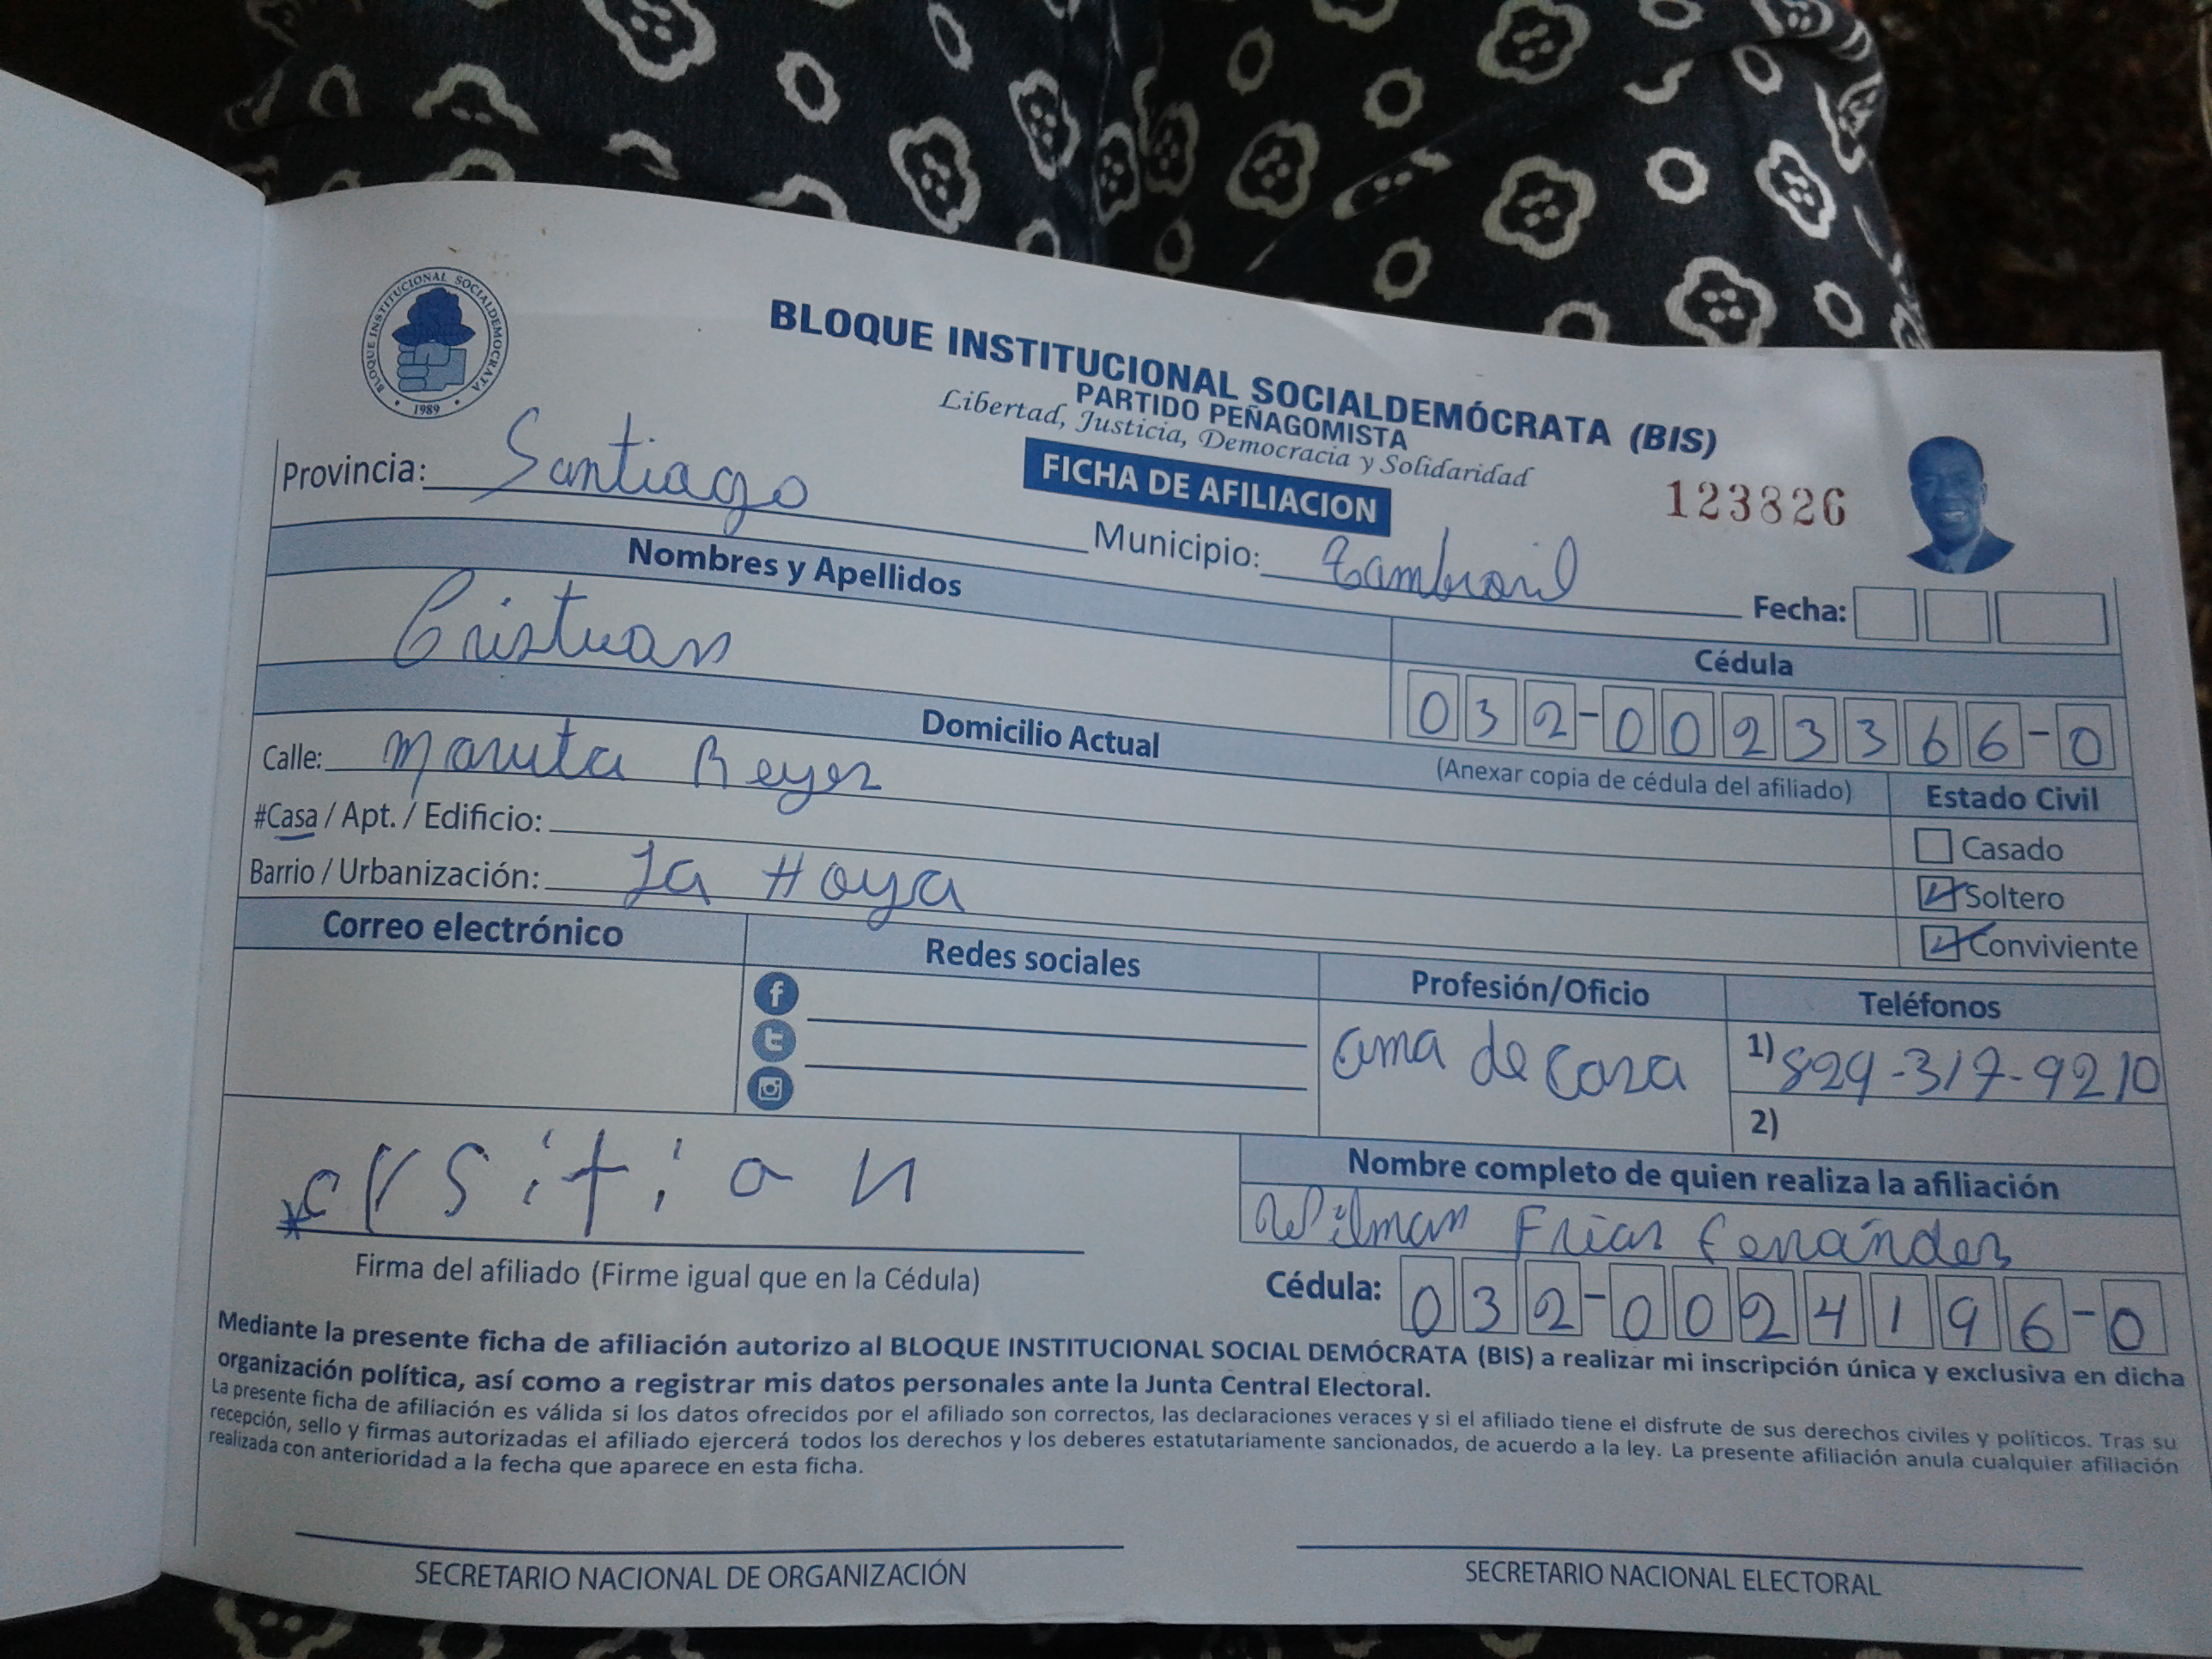 BLOQUE INSTITUCIONAL SOCIALDEMOCRATA
1989
BLOQUE INSTITUCIONAL SOCIALDEMÓCRATA (BIS)
PARTIDO PEÑAGOMISTA
Libertad, Justicia, Democracia y Solidaridad
FICHA DE AFILIACION
123826
Provincia: Santiago
Municipio: Tamboril
Fecha:
Nombres y Apellidos
Cristian
Cédula
032-0023366-0
(Anexar copia de cédula del afiliado)
Domicilio Actual
Calle: Reyes
#Casa / Apt. / Edificio:
Barrio / Urbanización: La Hoya
Estado Civil
Casado
Soltero
Conviviente
Correo electrónico
Redes sociales
Profesión/Oficio
ama de casa
Teléfonos
1) 829-317-9210
2)
crsitian
Firma del afiliado (Firme igual que en la Cédula)
Nombre completo de quien realiza la afiliación
Wilman Frias Fenández
Cédula: 032-0024196-0
Mediante la presente ficha de afiliación autorizo al BLOQUE INSTITUCIONAL SOCIAL DEMÓCRATA (BIS) a realizar mi inscripción única y exclusiva en dicha
organización política, así como a registrar mis datos personales ante la Junta Central Electoral.
La presente ficha de afiliación es válida si los datos ofrecidos por el afiliado son correctos, las declaraciones veraces y si el afiliado tiene el disfrute de sus derechos civiles y políticos. Tras su
recepción, sello y firmas autorizadas el afiliado ejercerá todos los derechos y los deberes estatutariamente sancionados, de acuerdo a la ley. La presente afiliación anula cualquier afiliación
realizada con anterioridad a la fecha que aparece en esta ficha.
SECRETARIO NACIONAL DE ORGANIZACIÓN
SECRETARIO NACIONAL ELECTORAL